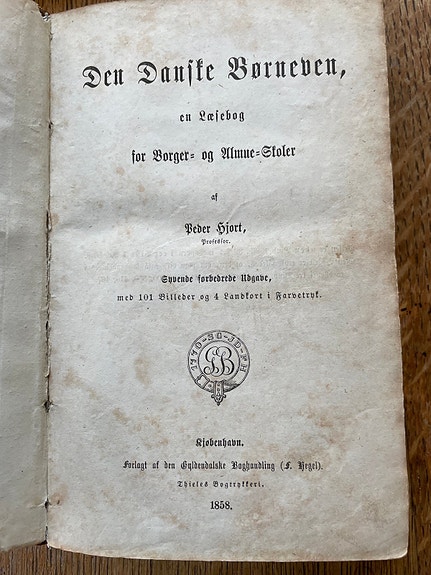 Den Danske Børneven,
en Læsebog
for Borger- og Almue-Skoler
af
Peder Hjort,
Professor.
Syvende forbedrede Udgave,
med 101 Billeder og 4 Landkort i Farvetryk.
GB
Kjøbenhavn.
Forlagt af den Gyldendalske Boghandling (F. Hegel).
Thieles Bogtrykkeri.
1858.